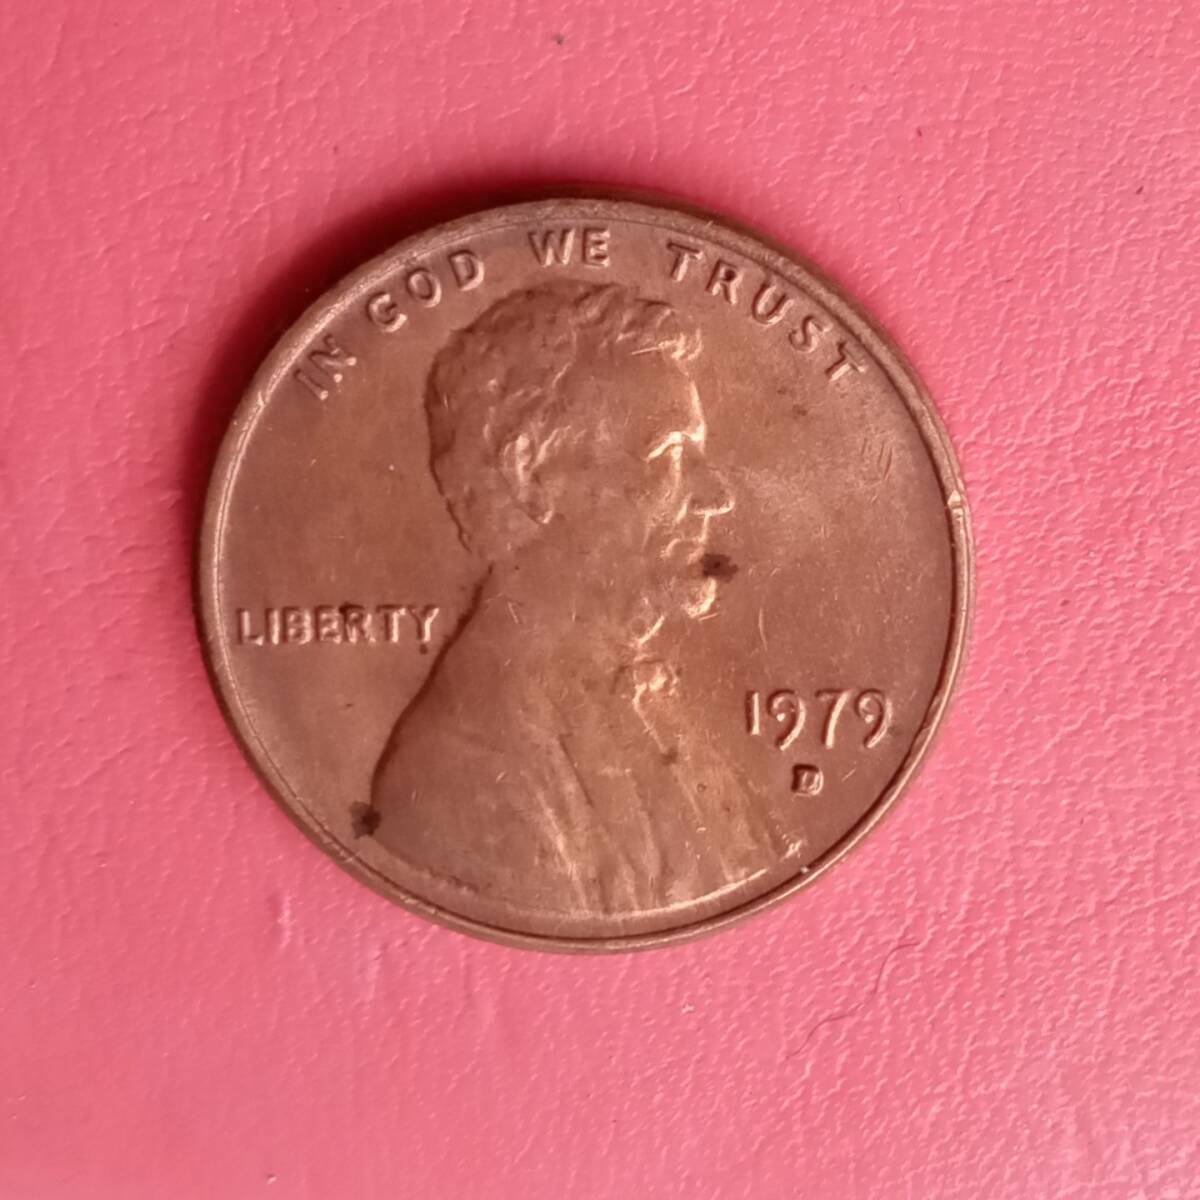 IN GOD WE TRUST
LIBERTY
1979
D